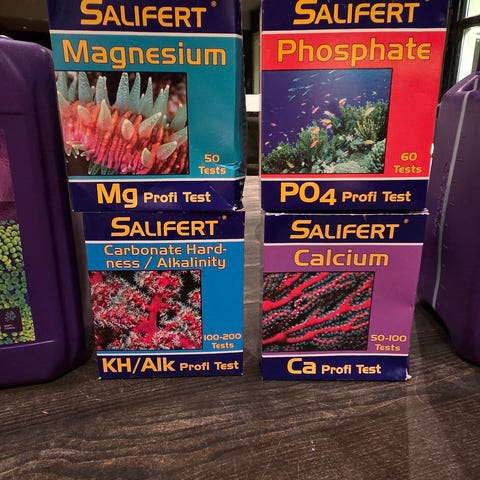 SALIFERT®
Magnesium
50
Tests
Mg Profi Test
SALIFERT®
Phosphate
60
Tests
PO4 Profi Test
SALIFERT®
Carbonate Hard-
ness / Alkalinity
100-200
Tests
KH/Alk Profi Test
SALIFERT®
Calcium
50-100
Tests
Ca Profi Test